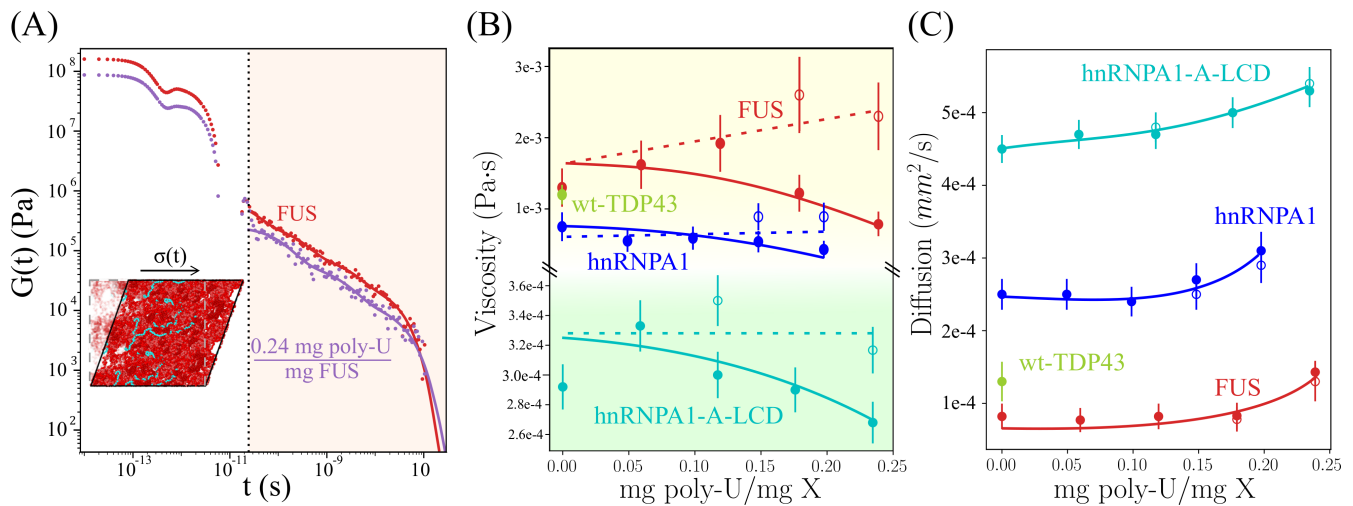 (A)
G(t) (Pa)
10^8
10^7
10^6
10^5
10^4
10^3
10^2
FUS
σ(t)
0.24 mg poly-U
mg FUS
10^-13
10^-11
10^-9
10
t (s)
(B)
Viscosity (Pa·s)
3e-3
2e-3
1e-3
3.6e-4
3.4e-4
3.2e-4
3.0e-4
2.8e-4
2.6e-4
FUS
wt-TDP43
hnRNPA1
hnRNPA1-A-LCD
0.00
0.05
0.10
0.15
0.20
0.25
mg poly-U/mg X
(C)
Diffusion (mm^2/s)
5e-4
4e-4
3e-4
2e-4
1e-4
hnRNPA1-A-LCD
hnRNPA1
wt-TDP43
FUS
0.00
0.05
0.10
0.15
0.20
0.25
mg poly-U/mg X